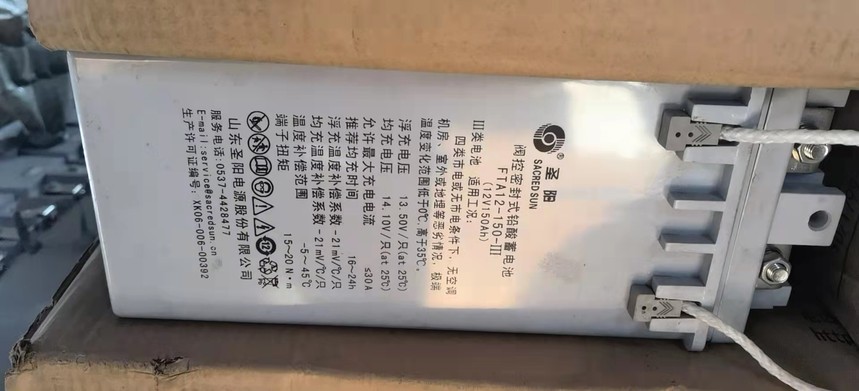 圣阳®
SACRED SUN
阀控密封式铅酸蓄电池
FTA12-150-III
(12V150Ah)
III类电池 适用工况:
四类市电或无市电条件下,无空调
机房、室外或地埋等恶劣情况,极端
温度变化范围低于0℃,高于35℃。
浮充电压 13.50V/只(at 25℃)
均充电压 14.10V/只(at 25℃)
允许最大充电电流 ≤30A
推荐均充时间 16~24h
浮充温度补偿系数 -21mV/℃/只
均充温度补偿系数 -21mV/℃/只
温度补偿范围 -5~45℃
端子扭矩 15~20N·m
山东圣阳电源股份有限公司
服务电话:0537-4428477
E-mail:service@sacredsun.cn
生产许可证编号:XK06-006-00392